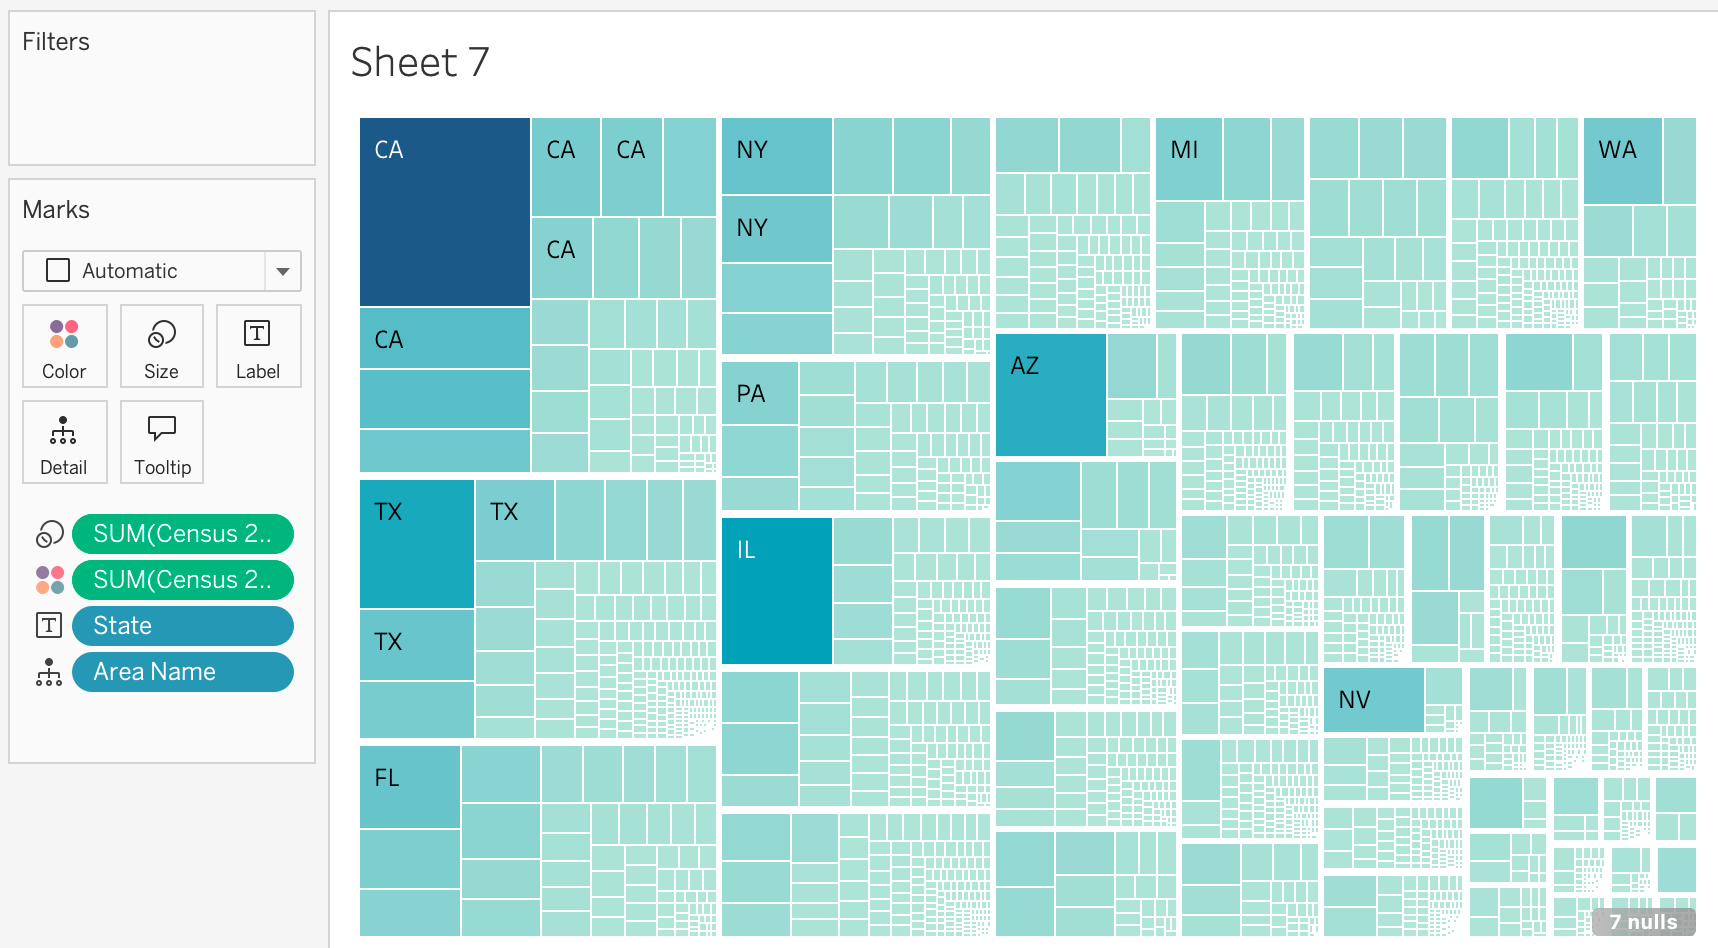 Filters
Marks
Automatic
Color
Size
Label
Detail
Tooltip
SUM(Census 2..
SUM(Census 2..
State
Area Name
Sheet 7
CA
CA
CA
CA
CA
TX
TX
TX
FL
NY
NY
PA
IL
MI
WA
AZ
NV
7 nulls